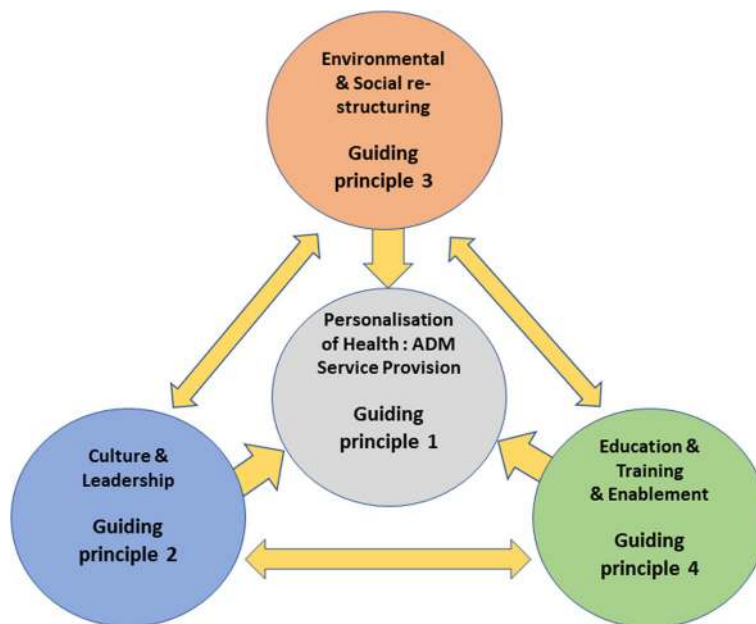 Environmental
& Social re-
structuring
Guiding
principle 3
Personalisation
of Health : ADM
Service Provision
Guiding
principle 1
Culture &
Leadership
Guiding
principle 2
Education &
Training
& Enablement
Guiding
principle 4